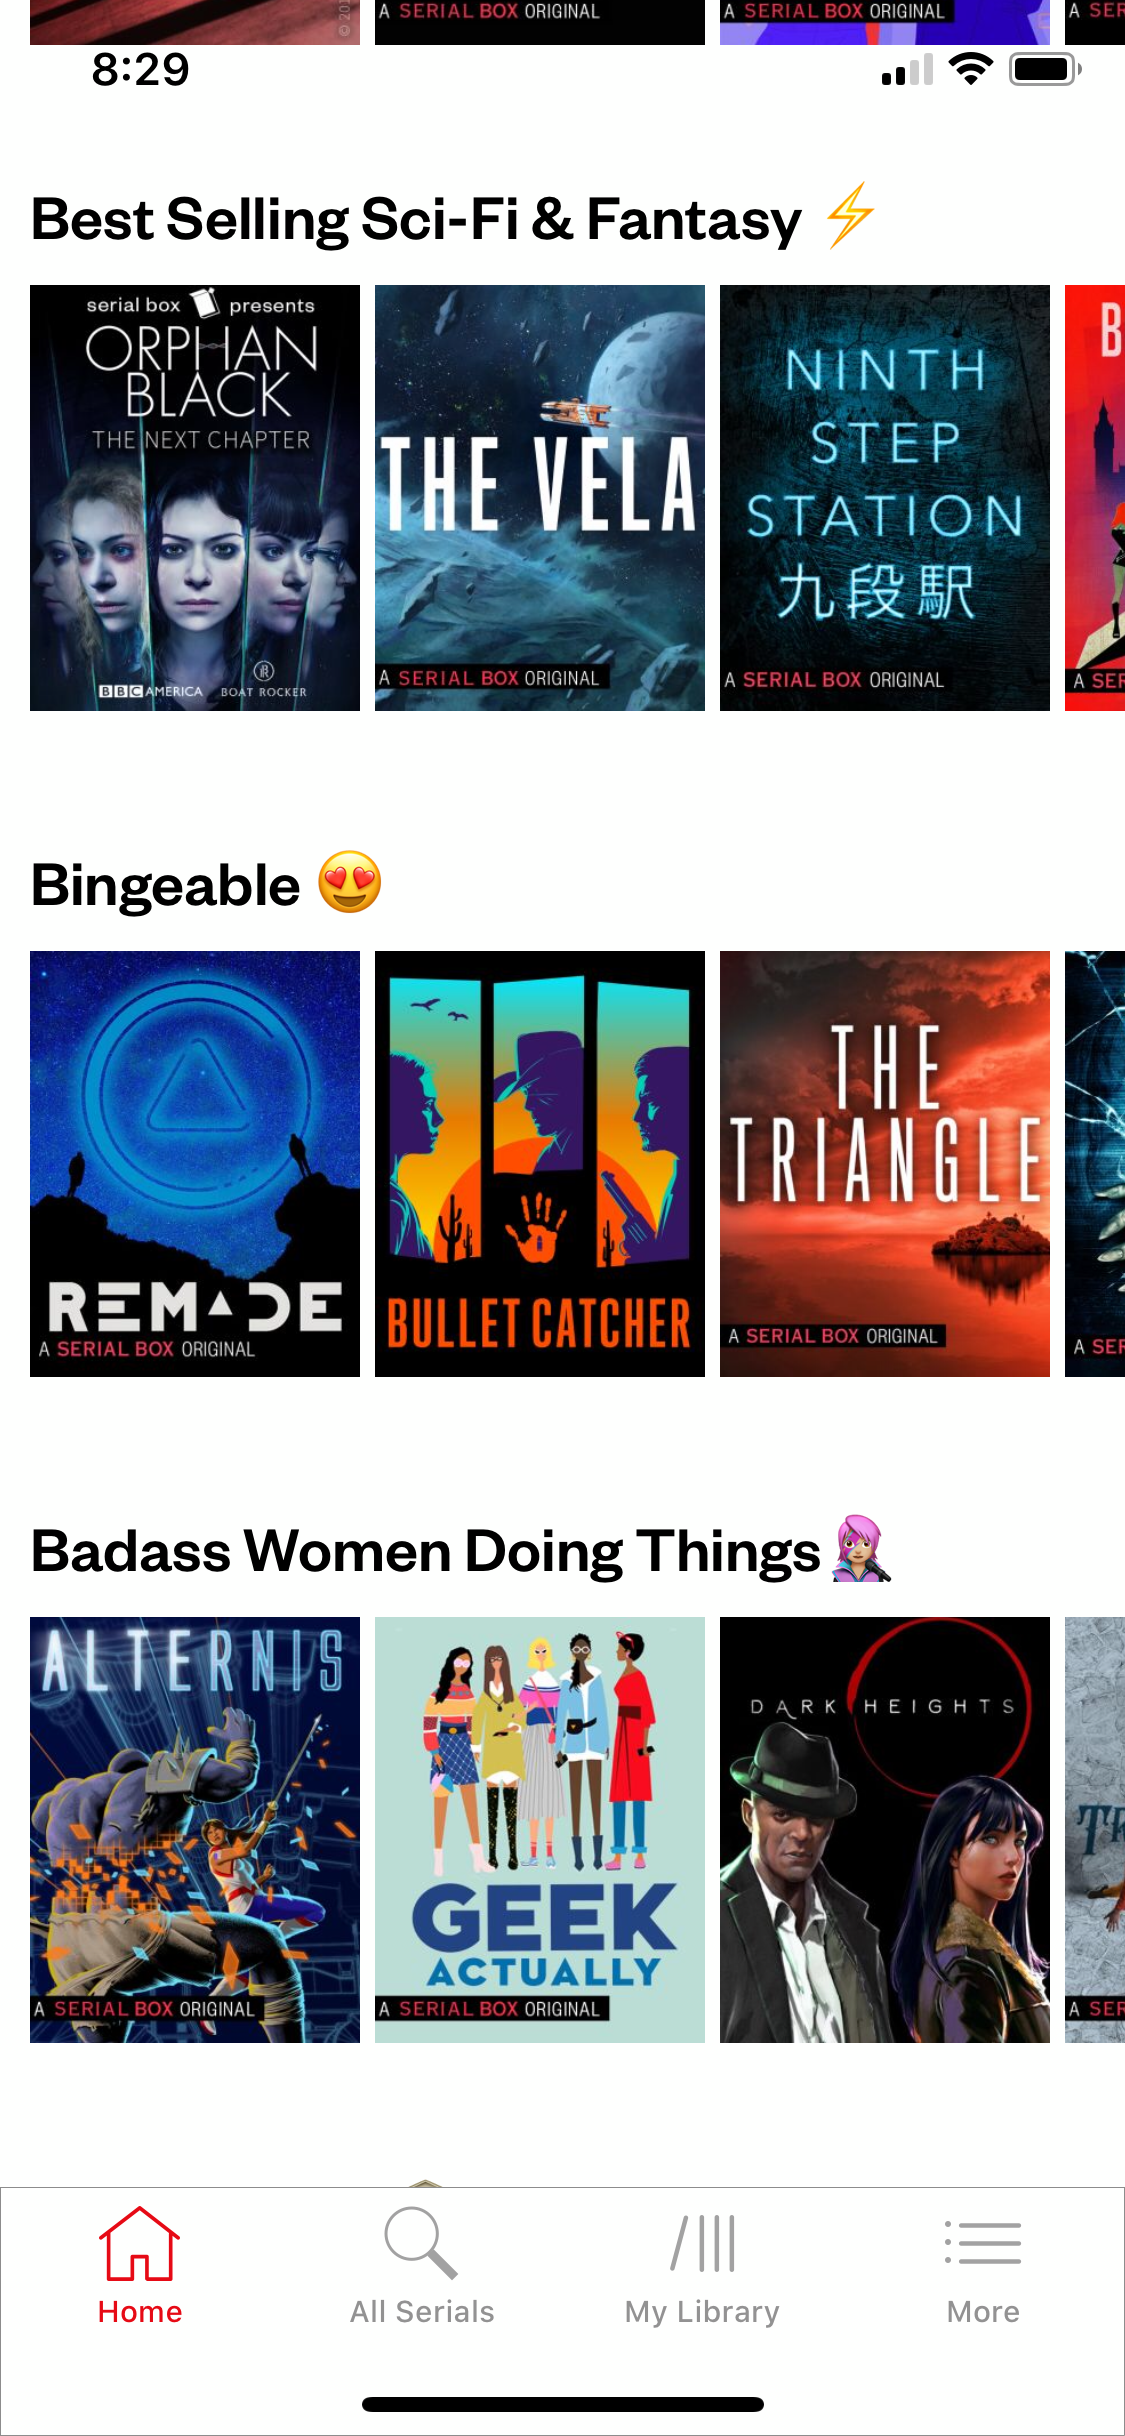 A SERIAL BOX ORIGINAL
A SERIAL BOX ORIGINAL
8:29
Best Selling Sci-Fi & Fantasy ⚡
serial box presents
ORPHAN
BLACK
THE NEXT CHAPTER
BBC AMERICA
BOAT ROCKER
THE VELA
A SERIAL BOX ORIGINAL
NINTH
STEP
STATION
九段駅
A SERIAL BOX ORIGINAL
B
A SER
Bingeable 😍
REMADE
A SERIAL BOX ORIGINAL
BULLET CATCHER
THE
TRIANGLE
A SERIAL BOX ORIGINAL
A SER
Badass Women Doing Things👩‍🎤
ALTERNIS
A SERIAL BOX ORIGINAL
GEEK
ACTUALLY
A SERIAL BOX ORIGINAL
DARK HEIGHTS
A SER
Home
All Serials
My Library
More